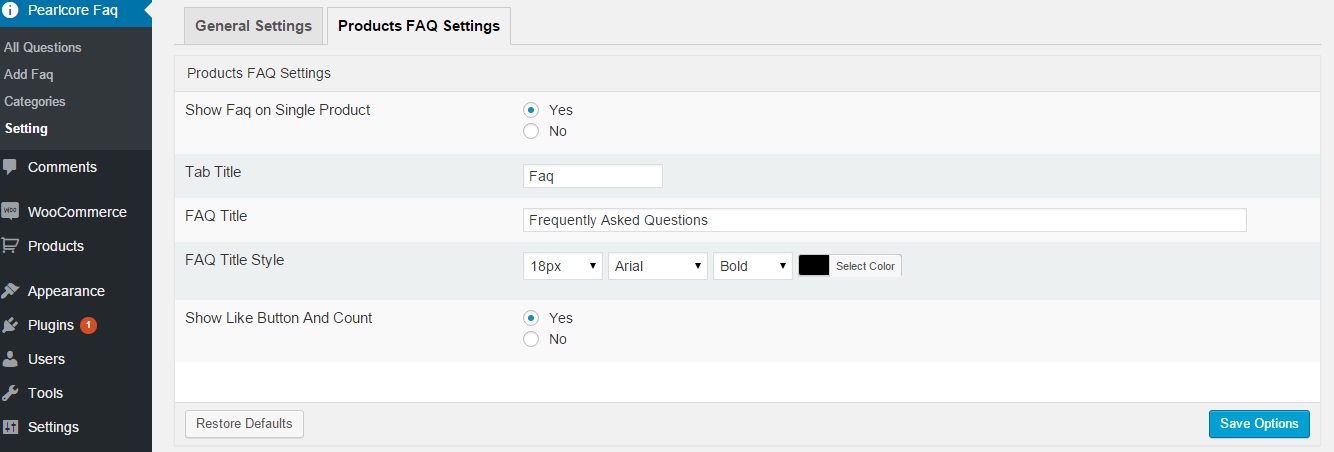 Pearlcore Faq
All Questions
Add Faq
Categories
Setting
Comments
WooCommerce
Products
Appearance
Plugins 1
Users
Tools
Settings
General Settings Products FAQ Settings
Products FAQ Settings
Show Faq on Single Product Yes
No
Tab Title Faq
FAQ Title Frequently Asked Questions
FAQ Title Style 18px Arial Bold Select Color
Show Like Button And Count Yes
No
Restore Defaults Save Options